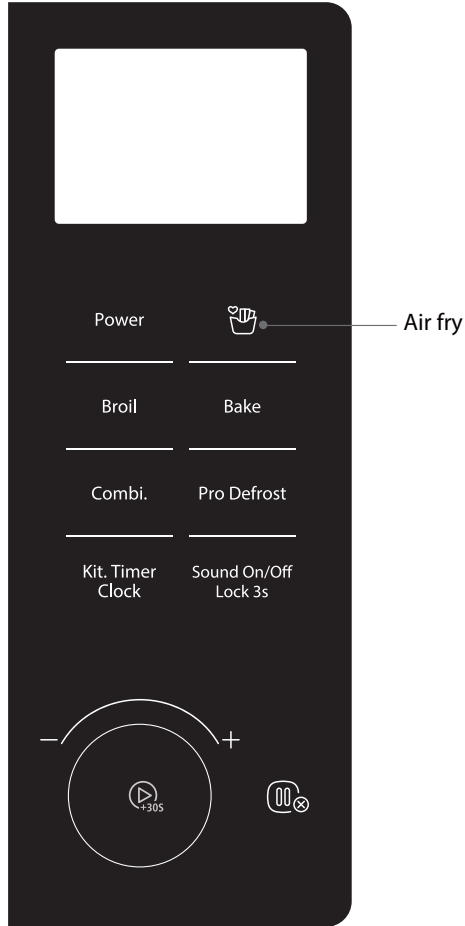 Power
Air fry
Broil
Bake
Combi.
Pro Defrost
Kit. Timer
Clock
Sound On/Off
Lock 3s
− +
+30S